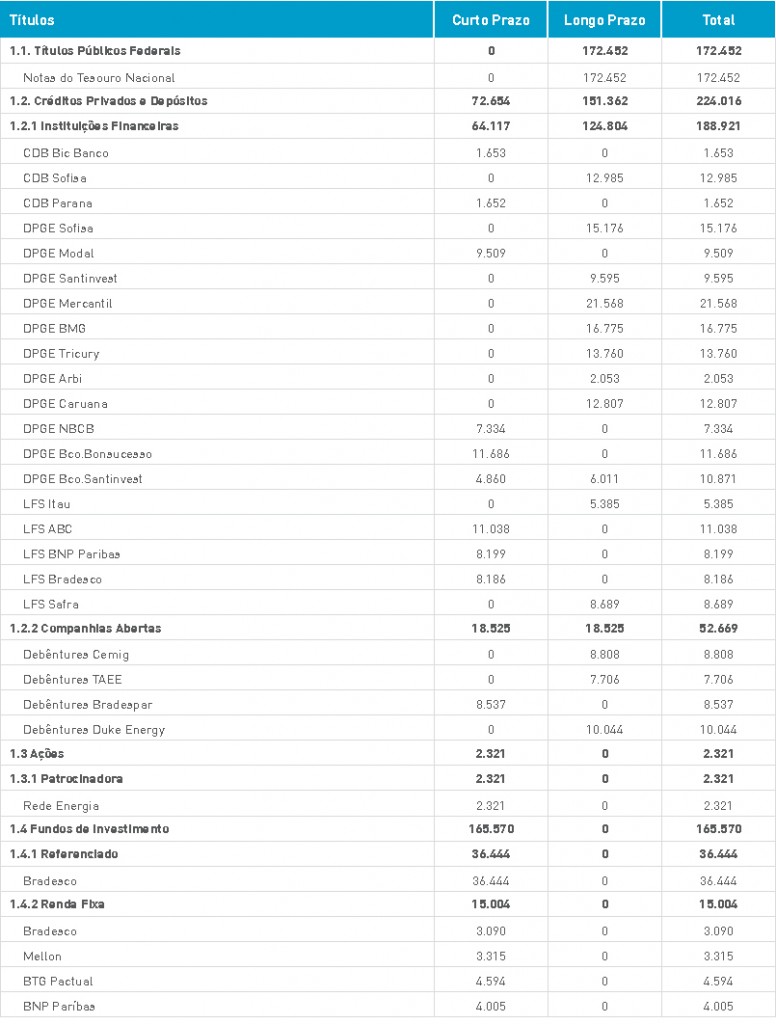 Títulos Curto Prazo Longo Prazo Total
1.1. Títulos Públicos Federais 0 172.452 172.452
Notas do Tesouro Nacional 0 172.452 172.452
1.2. Créditos Privados e Depósitos 72.654 151.362 224.016
1.2.1 Instituições Financeiras 64.117 124.804 188.921
CDB Bic Banco 1.653 0 1.653
CDB Sofisa 0 12.985 12.985
CDB Parana 1.652 0 1.652
DPGE Sofisa 0 15.176 15.176
DPGE Modal 9.509 0 9.509
DPGE Santinvest 0 9.595 9.595
DPGE Mercantil 0 21.568 21.568
DPGE BMG 0 16.775 16.775
DPGE Tricury 0 13.760 13.760
DPGE Arbi 0 2.053 2.053
DPGE Caruana 0 12.807 12.807
DPGE NBCB 7.334 0 7.334
DPGE Bco.Bonsucesso 11.686 0 11.686
DPGE Bco.Santinvest 4.860 6.011 10.871
LFS Itau 0 5.385 5.385
LFS ABC 11.038 0 11.038
LFS BNP Paribas 8.199 0 8.199
LFS Bradesco 8.186 0 8.186
LFS Safra 0 8.689 8.689
1.2.2 Companhias Abertas 18.525 18.525 52.669
Debêntures Cemig 0 8.808 8.808
Debêntures TAEE 0 7.706 7.706
Debêntures Bradespar 8.537 0 8.537
Debêntures Duke Energy 0 10.044 10.044
1.3 Ações 2.321 0 2.321
1.3.1 Patrocinadora 2.321 0 2.321
Rede Energia 2.321 0 2.321
1.4 Fundos de Investimento 165.570 0 165.570
1.4.1 Referenciado 36.444 0 36.444
Bradesco 36.444 0 36.444
1.4.2 Renda Fixa 15.004 0 15.004
Bradesco 3.090 0 3.090
Mellon 3.315 0 3.315
BTG Pactual 4.594 0 4.594
BNP Paríbas 4.005 0 4.005